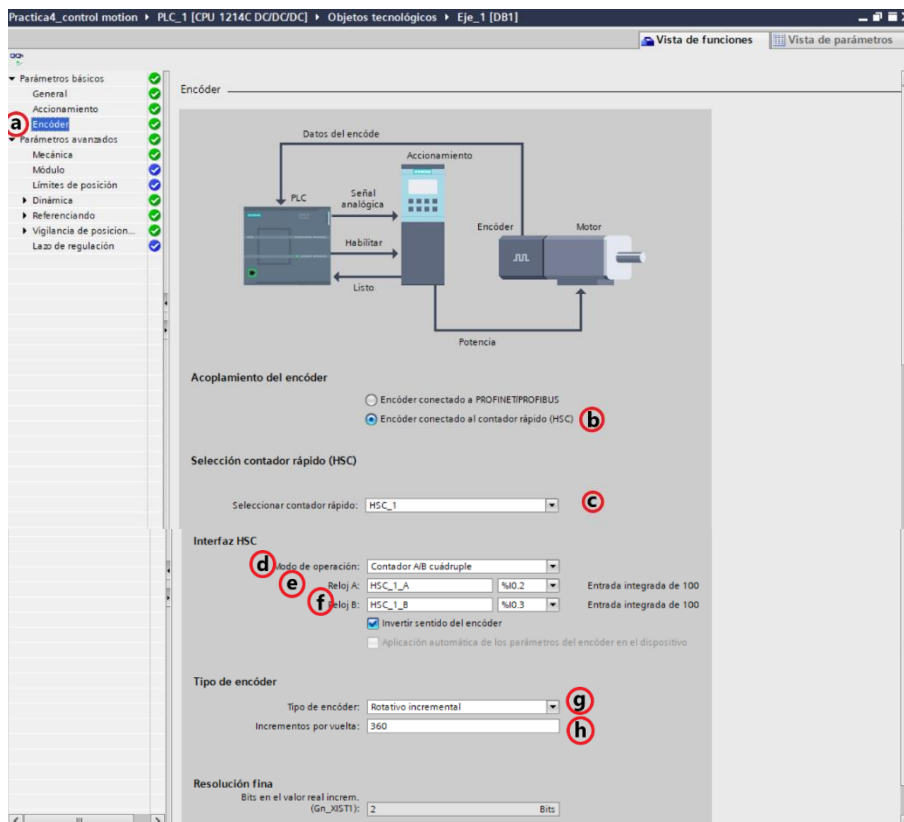 Practica4_control motion ▸ PLC_1 [CPU 1214C DC/DC/DC] ▸ Objetos tecnológicos ▸ Eje_1 [DB1]
Vista de funciones
Vista de parámetros
Parámetros básicos
General
Accionamiento
a Encóder
Parámetros avanzados
Mecánica
Módulo
Límites de posición
Dinámica
Referenciando
Vigilancia de posicion...
Lazo de regulación
Encóder
Datos del encóde
Accionamiento
PLC
Señal
analógica
Encóder
Motor
Habilitar
Listo
Potencia
Acoplamiento del encóder
Encóder conectado a PROFINET/PROFIBUS
Encóder conectado al contador rápido (HSC) b
Selección contador rápido (HSC)
Seleccionar contador rápido: HSC_1 c
Interfaz HSC
d Modo de operación: Contador A/B cuádruple
e Reloj A: HSC_1_A %I0.2 Entrada integrada de 100
f Reloj B: HSC_1_B %I0.3 Entrada integrada de 100
Invertir sentido del encóder
Aplicación automática de los parámetros del encóder en el dispositivo
Tipo de encóder
Tipo de encóder: Rotativo incremental g
Incrementos por vuelta: 360 h
Resolución fina
Bits en el valor real increm.
(Gn_XIST1): 2 Bits